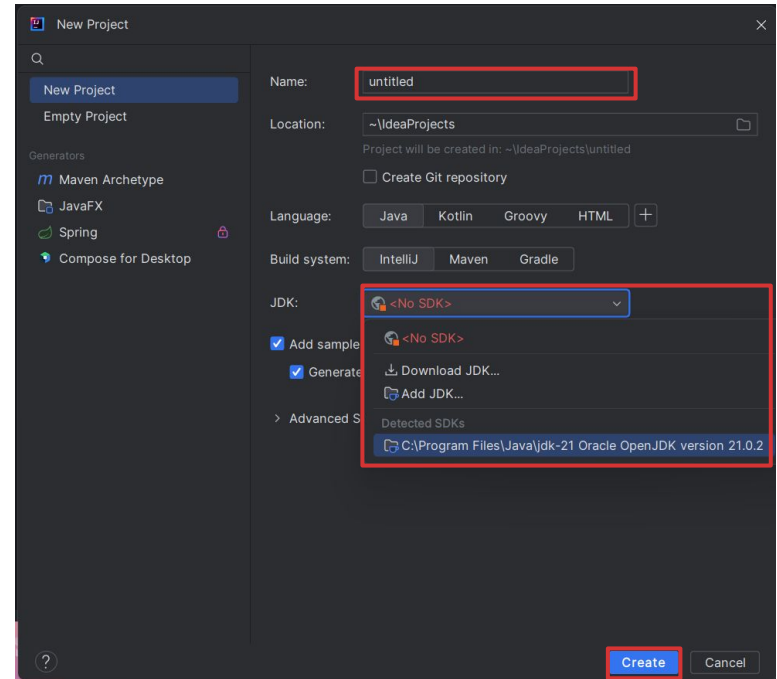 New Project
New Project
Empty Project
Generators
Maven Archetype
JavaFX
Spring
Compose for Desktop
Name: untitled
Location: ~\IdeaProjects
Project will be created in: ~\IdeaProjects\untitled
Create Git repository
Language: Java Kotlin Groovy HTML
Build system: IntelliJ Maven Gradle
JDK: <No SDK>
<No SDK>
Add sample
Download JDK...
Generate
Add JDK...
Advanced S
Detected SDKs
C:\Program Files\Java\jdk-21 Oracle OpenJDK version 21.0.2
? Create Cancel